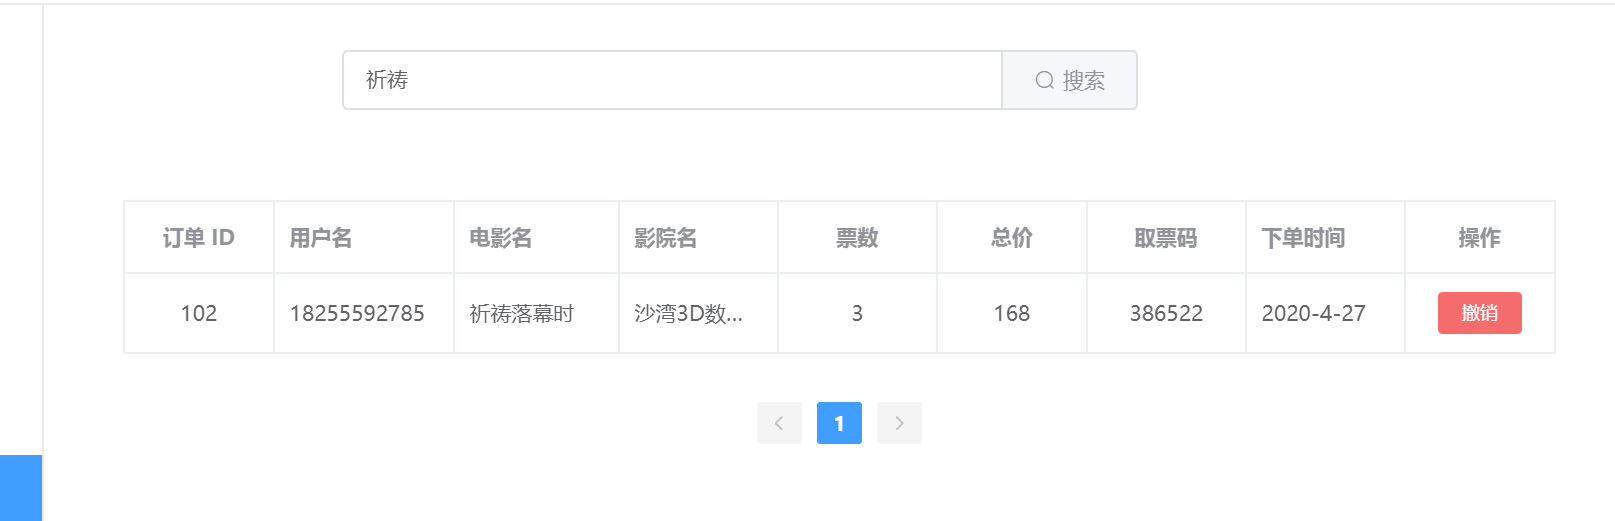 祈祷 搜索
订单 ID 用户名 电影名 影院名 票数 总价 取票码 下单时间 操作
102 18255592785 祈祷落幕时 沙湾3D数... 3 168 386522 2020-4-27 撤销
1